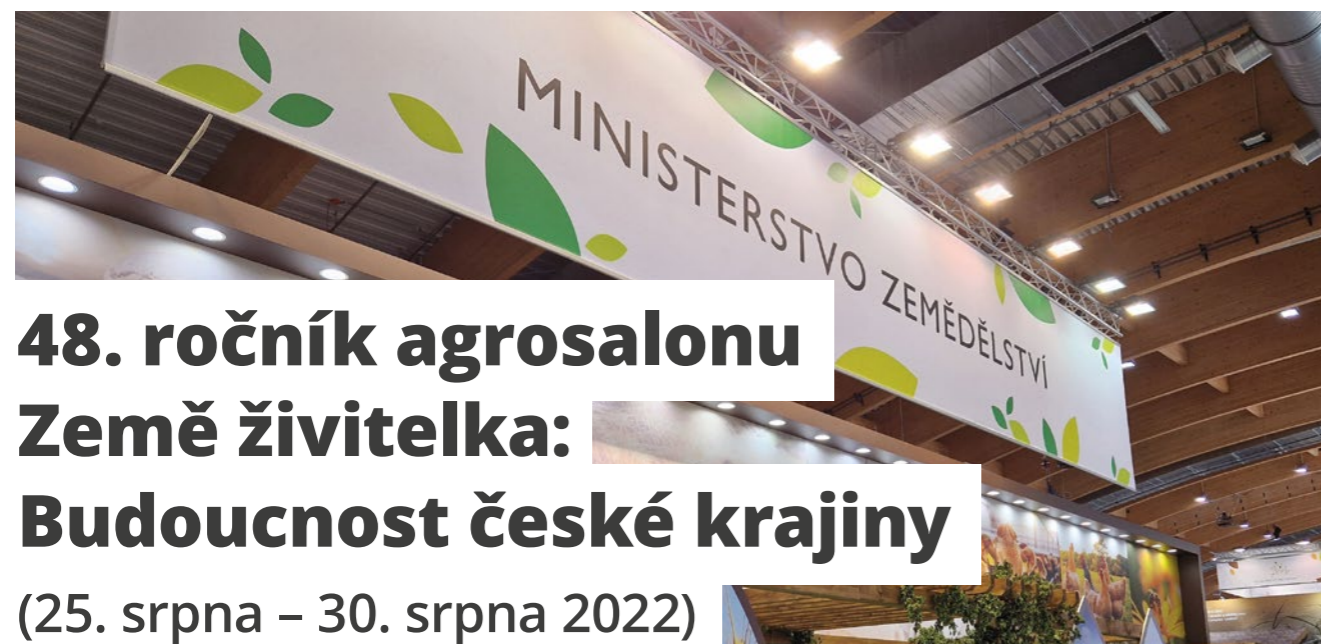 MINISTERSTVO ZEMĚDĚLSTVÍ
48. ročník agrosalonu
Země živitelka:
Budoucnost české krajiny
(25. srpna – 30. srpna 2022)